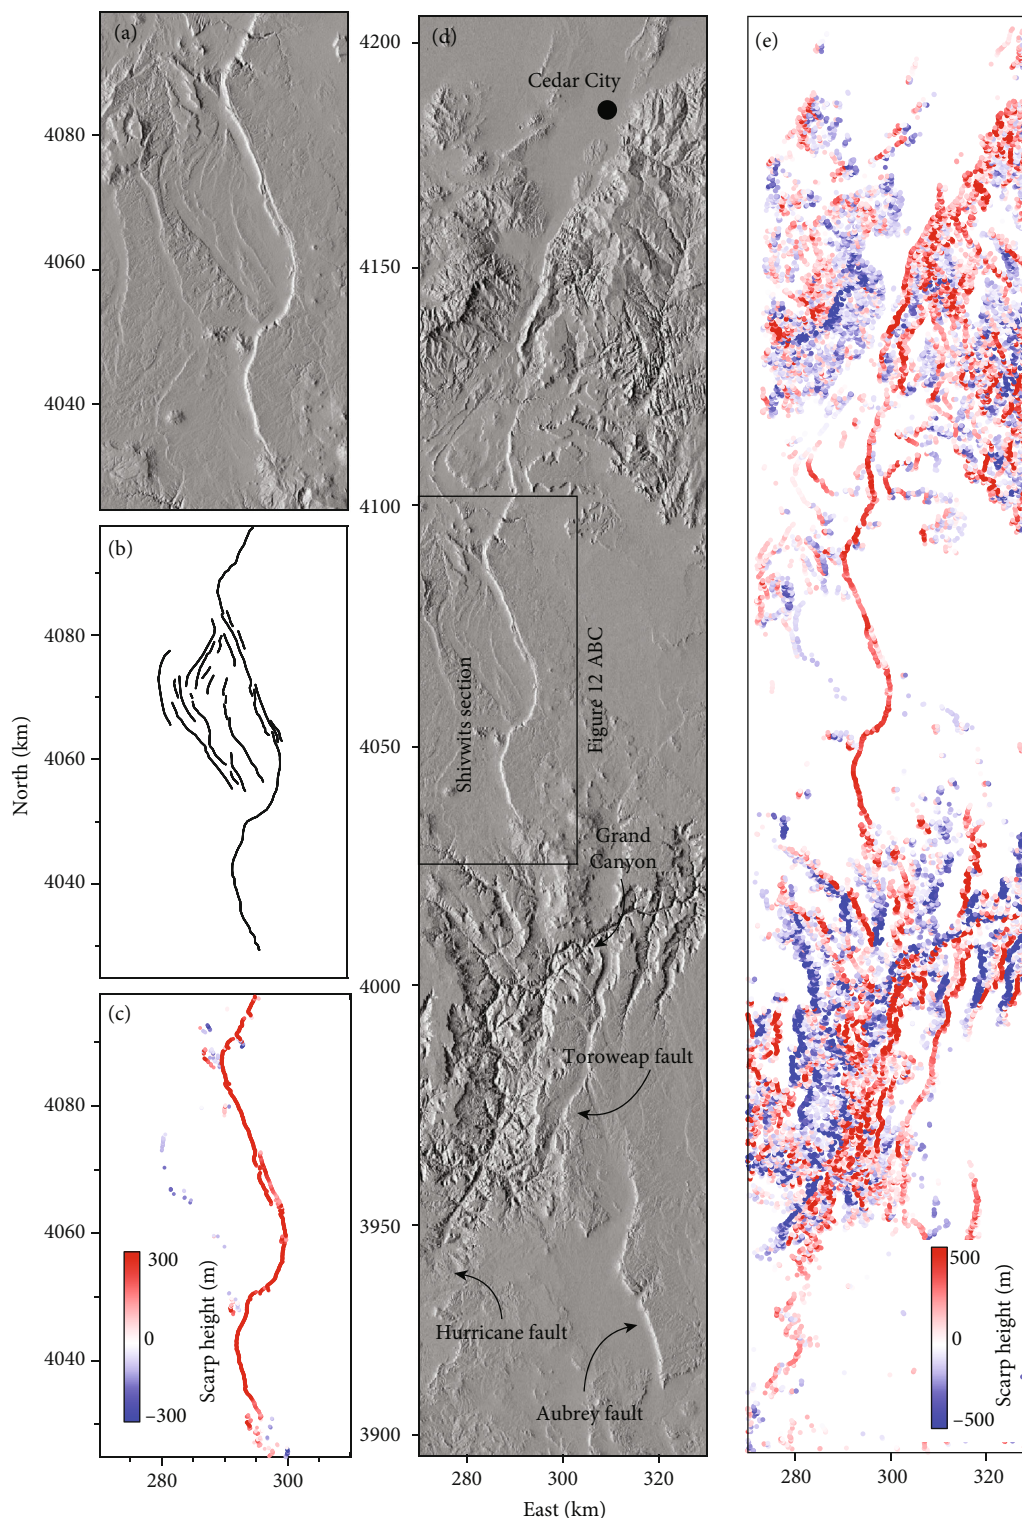 (a)
4080
4060
4040
(b)
4080
4060
4040
North (km)
(c)
4080
4060
4040
300
0
−300
Scarp height (m)
280
300
(d)
4200
4150
4100
4050
4000
3950
3900
Cedar City
Shivwits section
Figure 12 ABC
Grand
Canyon
Toroweap fault
Hurricane fault
Aubrey fault
280
300
320
East (km)
(e)
500
0
−500
Scarp height (m)
280
300
320